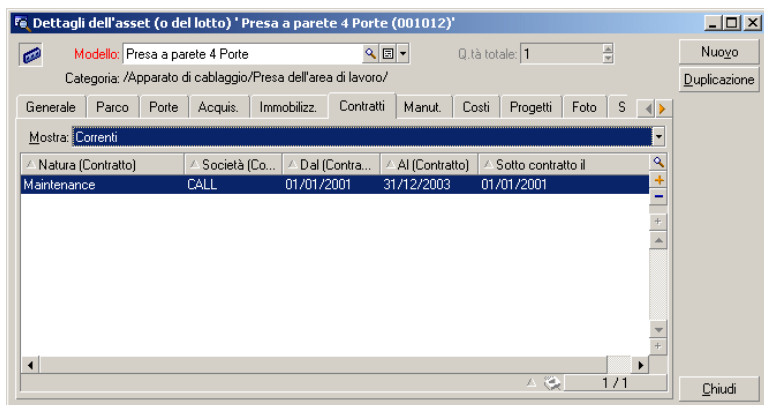 Dettagli dell'asset (o del lotto) ' Presa a parete 4 Porte (001012)'
Modello: Presa a parete 4 Porte Q.tà totale: 1 Nuovo
Categoria: /Apparato di cablaggio/Presa dell'area di lavoro/ Duplicazione
Generale Parco Porte Acquis. Immobilizz. Contratti Manut. Costi Progetti Foto S
Mostra: Correnti
Natura (Contratto) Società (Co... Dal (Contra... Al (Contratto) Sotto contratto il
Maintenance CALL 01/01/2001 31/12/2003 01/01/2001
1 / 1 Chiudi